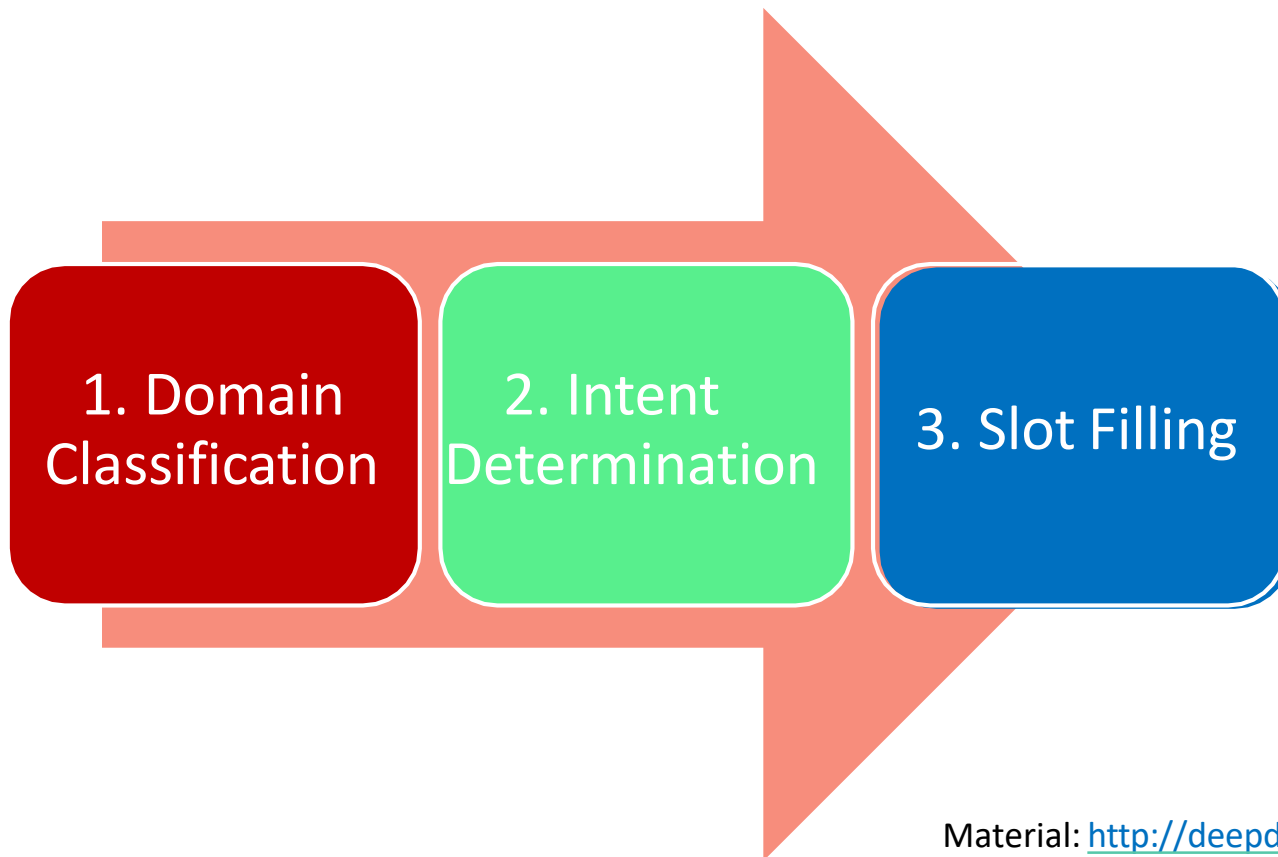 1. Domain
Classification
2. Intent
Determination
3. Slot Filling
Material: http://deepd